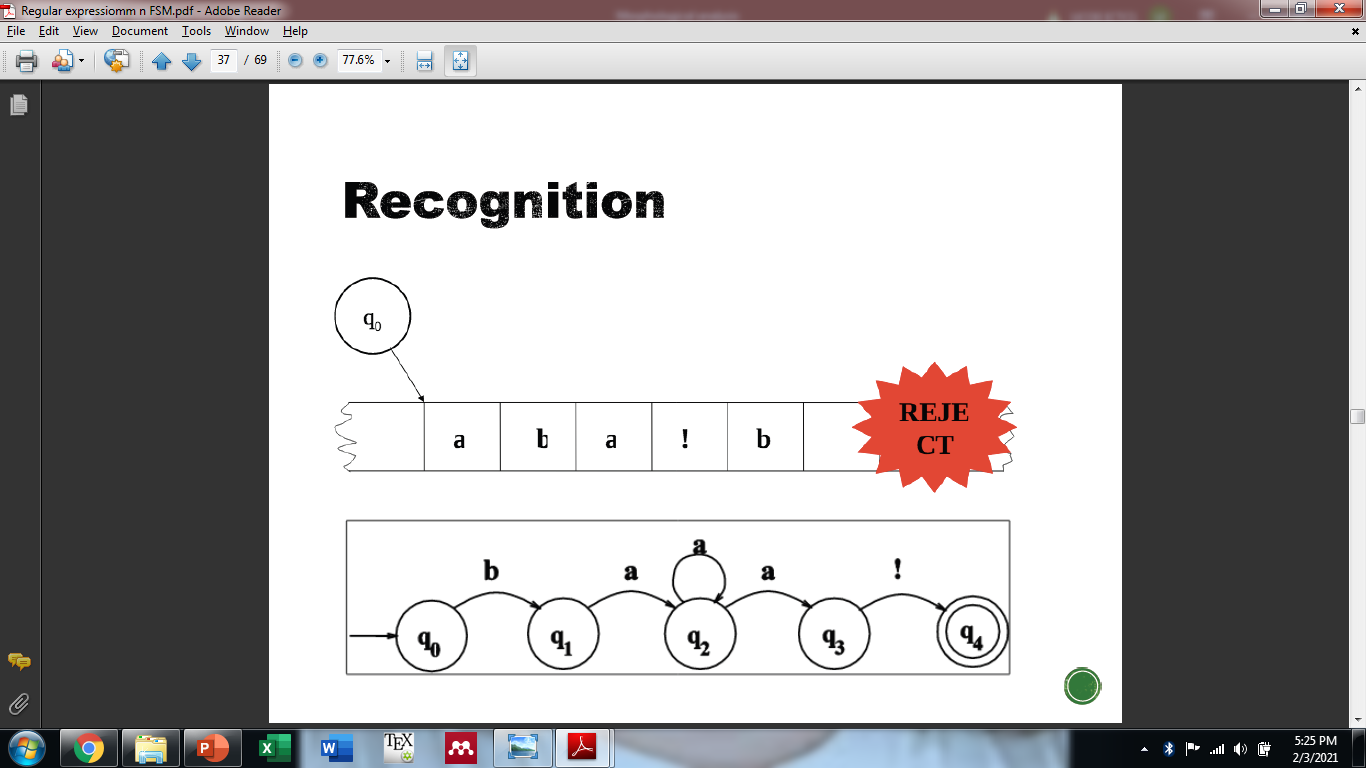 Regular expressiomm n FSM.pdf - Adobe Reader
File Edit View Document Tools Window Help
37 / 69 77.6%
Recognition
q0
a b a ! b
REJE
CT
b a a a !
q0 q1 q2 q3 q4
5:25 PM
2/3/2021